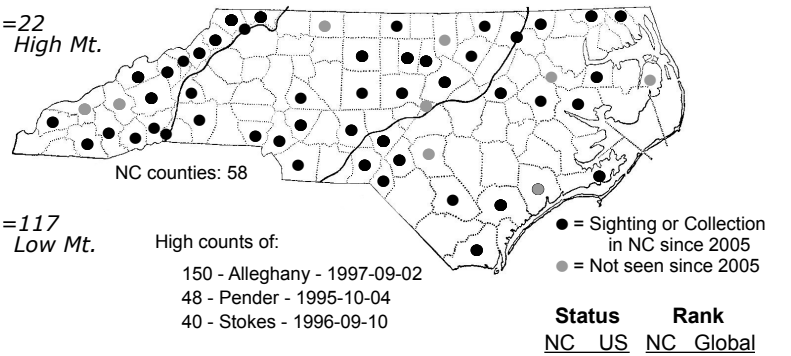 =22
High Mt.
NC counties: 58
=117
Low Mt.
High counts of:
150 - Alleghany - 1997-09-02
48 - Pender - 1995-10-04
40 - Stokes - 1996-09-10
= Sighting or Collection
in NC since 2005
= Not seen since 2005
Status Rank
NC US NC Global